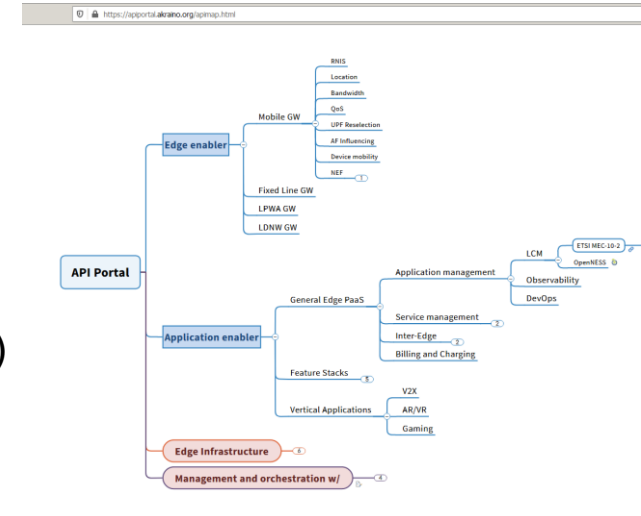 https://apiportal.akraino.org/apimap.html
RNIS
Location
Bandwidth
QoS
UPF Reselection
AF Influencing
Device mobility
NEF 1
Mobile GW
Edge enabler
Fixed Line GW
LPWA GW
LDNW GW
API Portal
ETSI MEC-10-2
OpenNESS
LCM
Application management
Observability
DevOps
General Edge PaaS
Service management 2
Inter-Edge 2
Billing and Charging
Application enabler
)
Feature Stacks 5
V2X
Vertical Applications
AR/VR
Gaming
Edge Infrastructure 6
Management and orchestration w/ 4